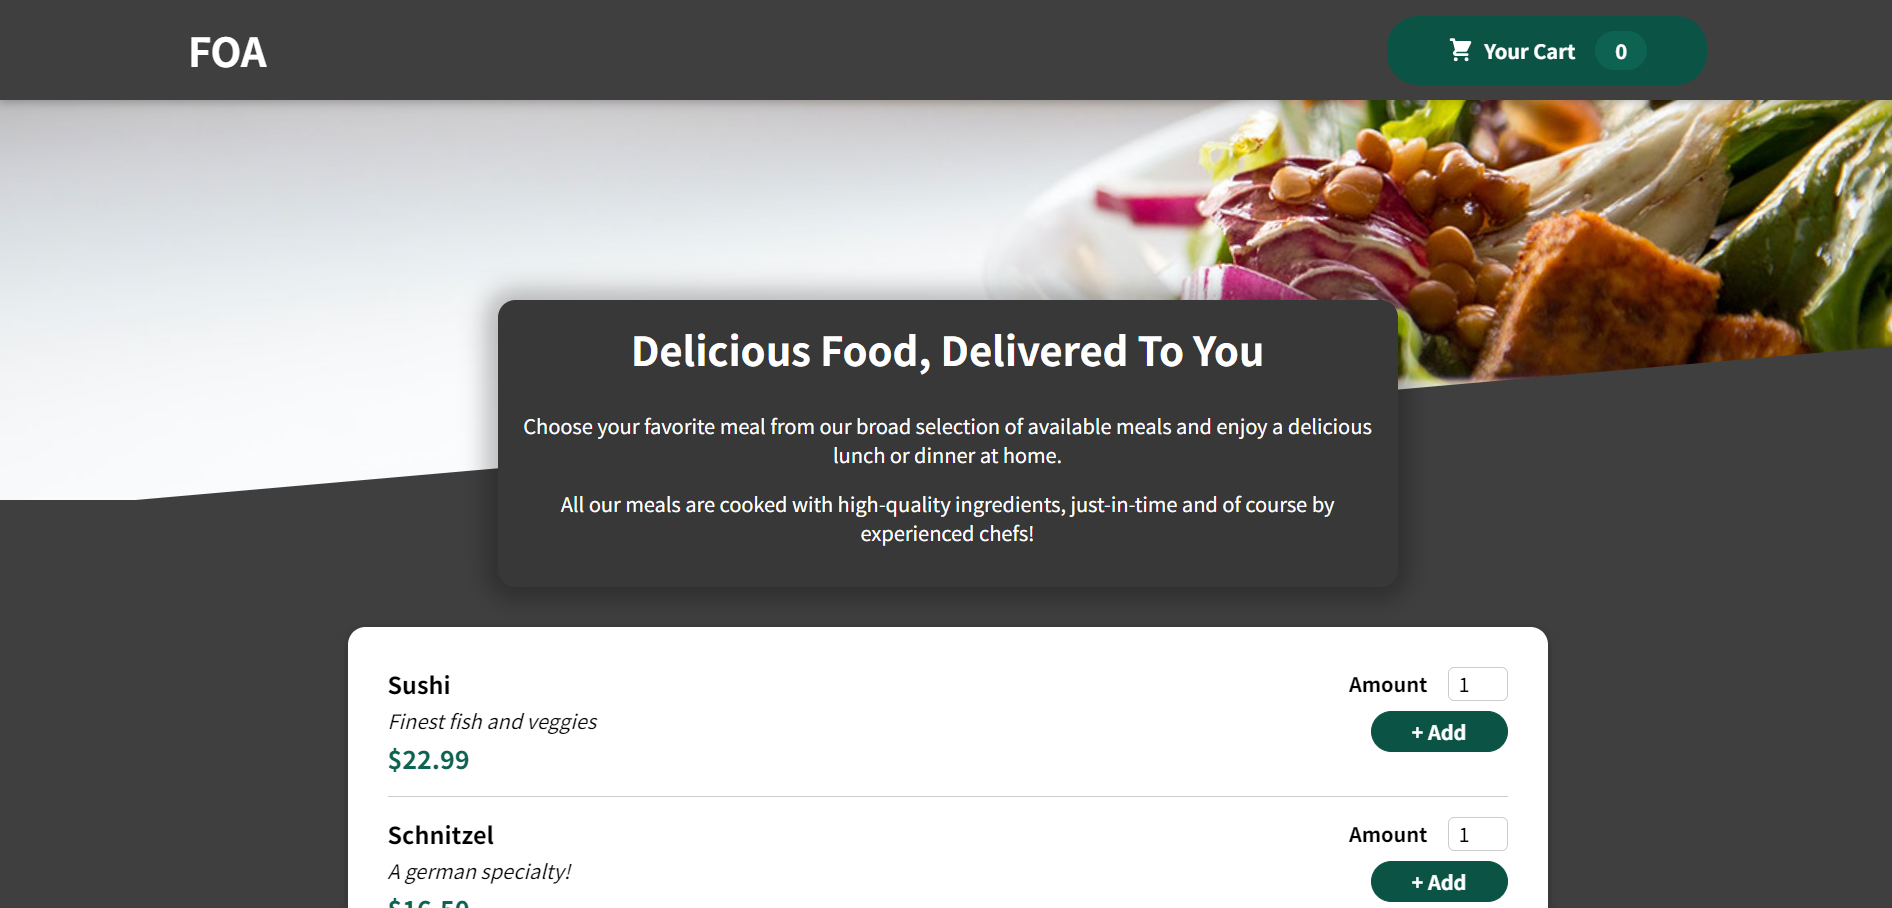 FOA
Your Cart 0
Delicious Food, Delivered To You
Choose your favorite meal from our broad selection of available meals and enjoy a delicious
lunch or dinner at home.
All our meals are cooked with high-quality ingredients, just-in-time and of course by
experienced chefs!
Sushi
Finest fish and veggies
$22.99
Amount 1
+ Add
Schnitzel
A german specialty!
$16.50
Amount 1
+ Add